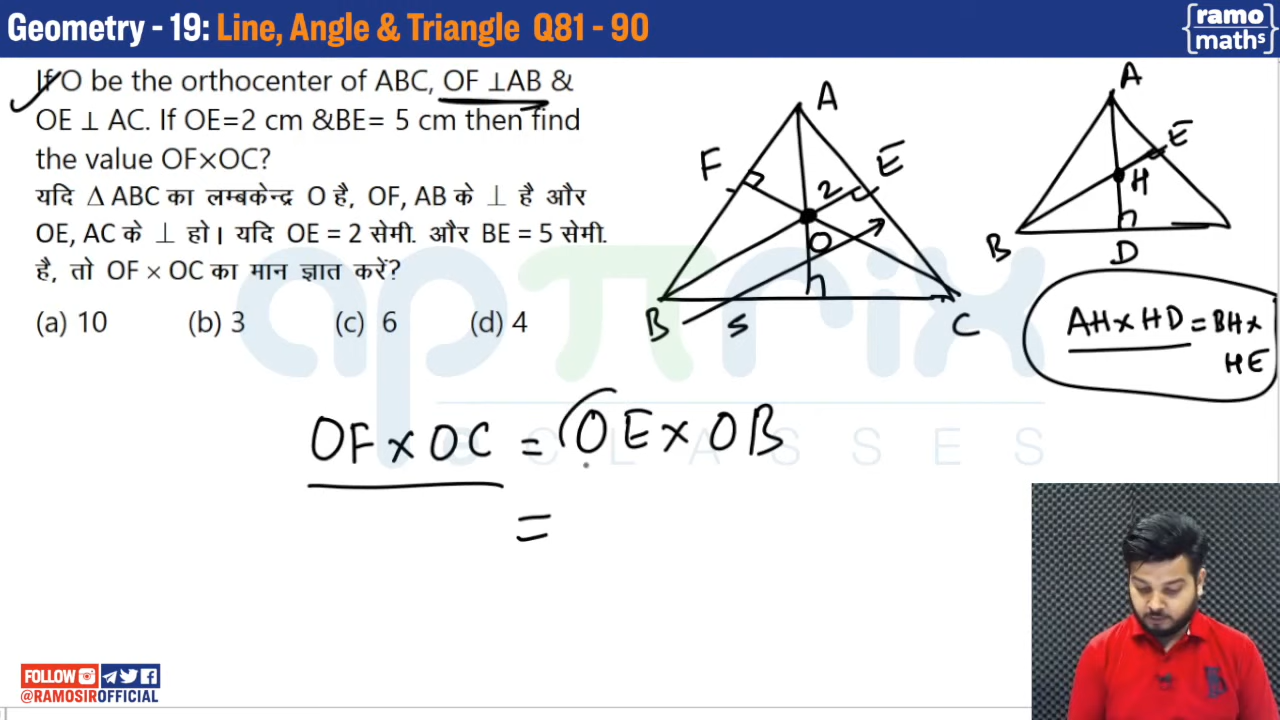 Geometry - 19: Line, Angle & Triangle Q81 - 90
{ramo maths}
If O be the orthocenter of ABC, OF ⊥AB &
OE ⊥ AC. If OE=2 cm &BE= 5 cm then find
the value OF×OC?
यदि Δ ABC का लम्बकेन्द्र O है, OF, AB के ⊥ है और
OE, AC के ⊥ हो। यदि OE = 2 सेमी. और BE = 5 सेमी.
है, तो OF × OC का मान ज्ञात करें?
(a) 10 (b) 3 (c) 6 (d) 4
A
F
E
2
O
B
5
C
A
E
H
B
D
AH×HD = BH×
HE
OF×OC = OE×OB
=
aptrix
CLASSES
FOLLOW
@RAMOSIROFFICIAL